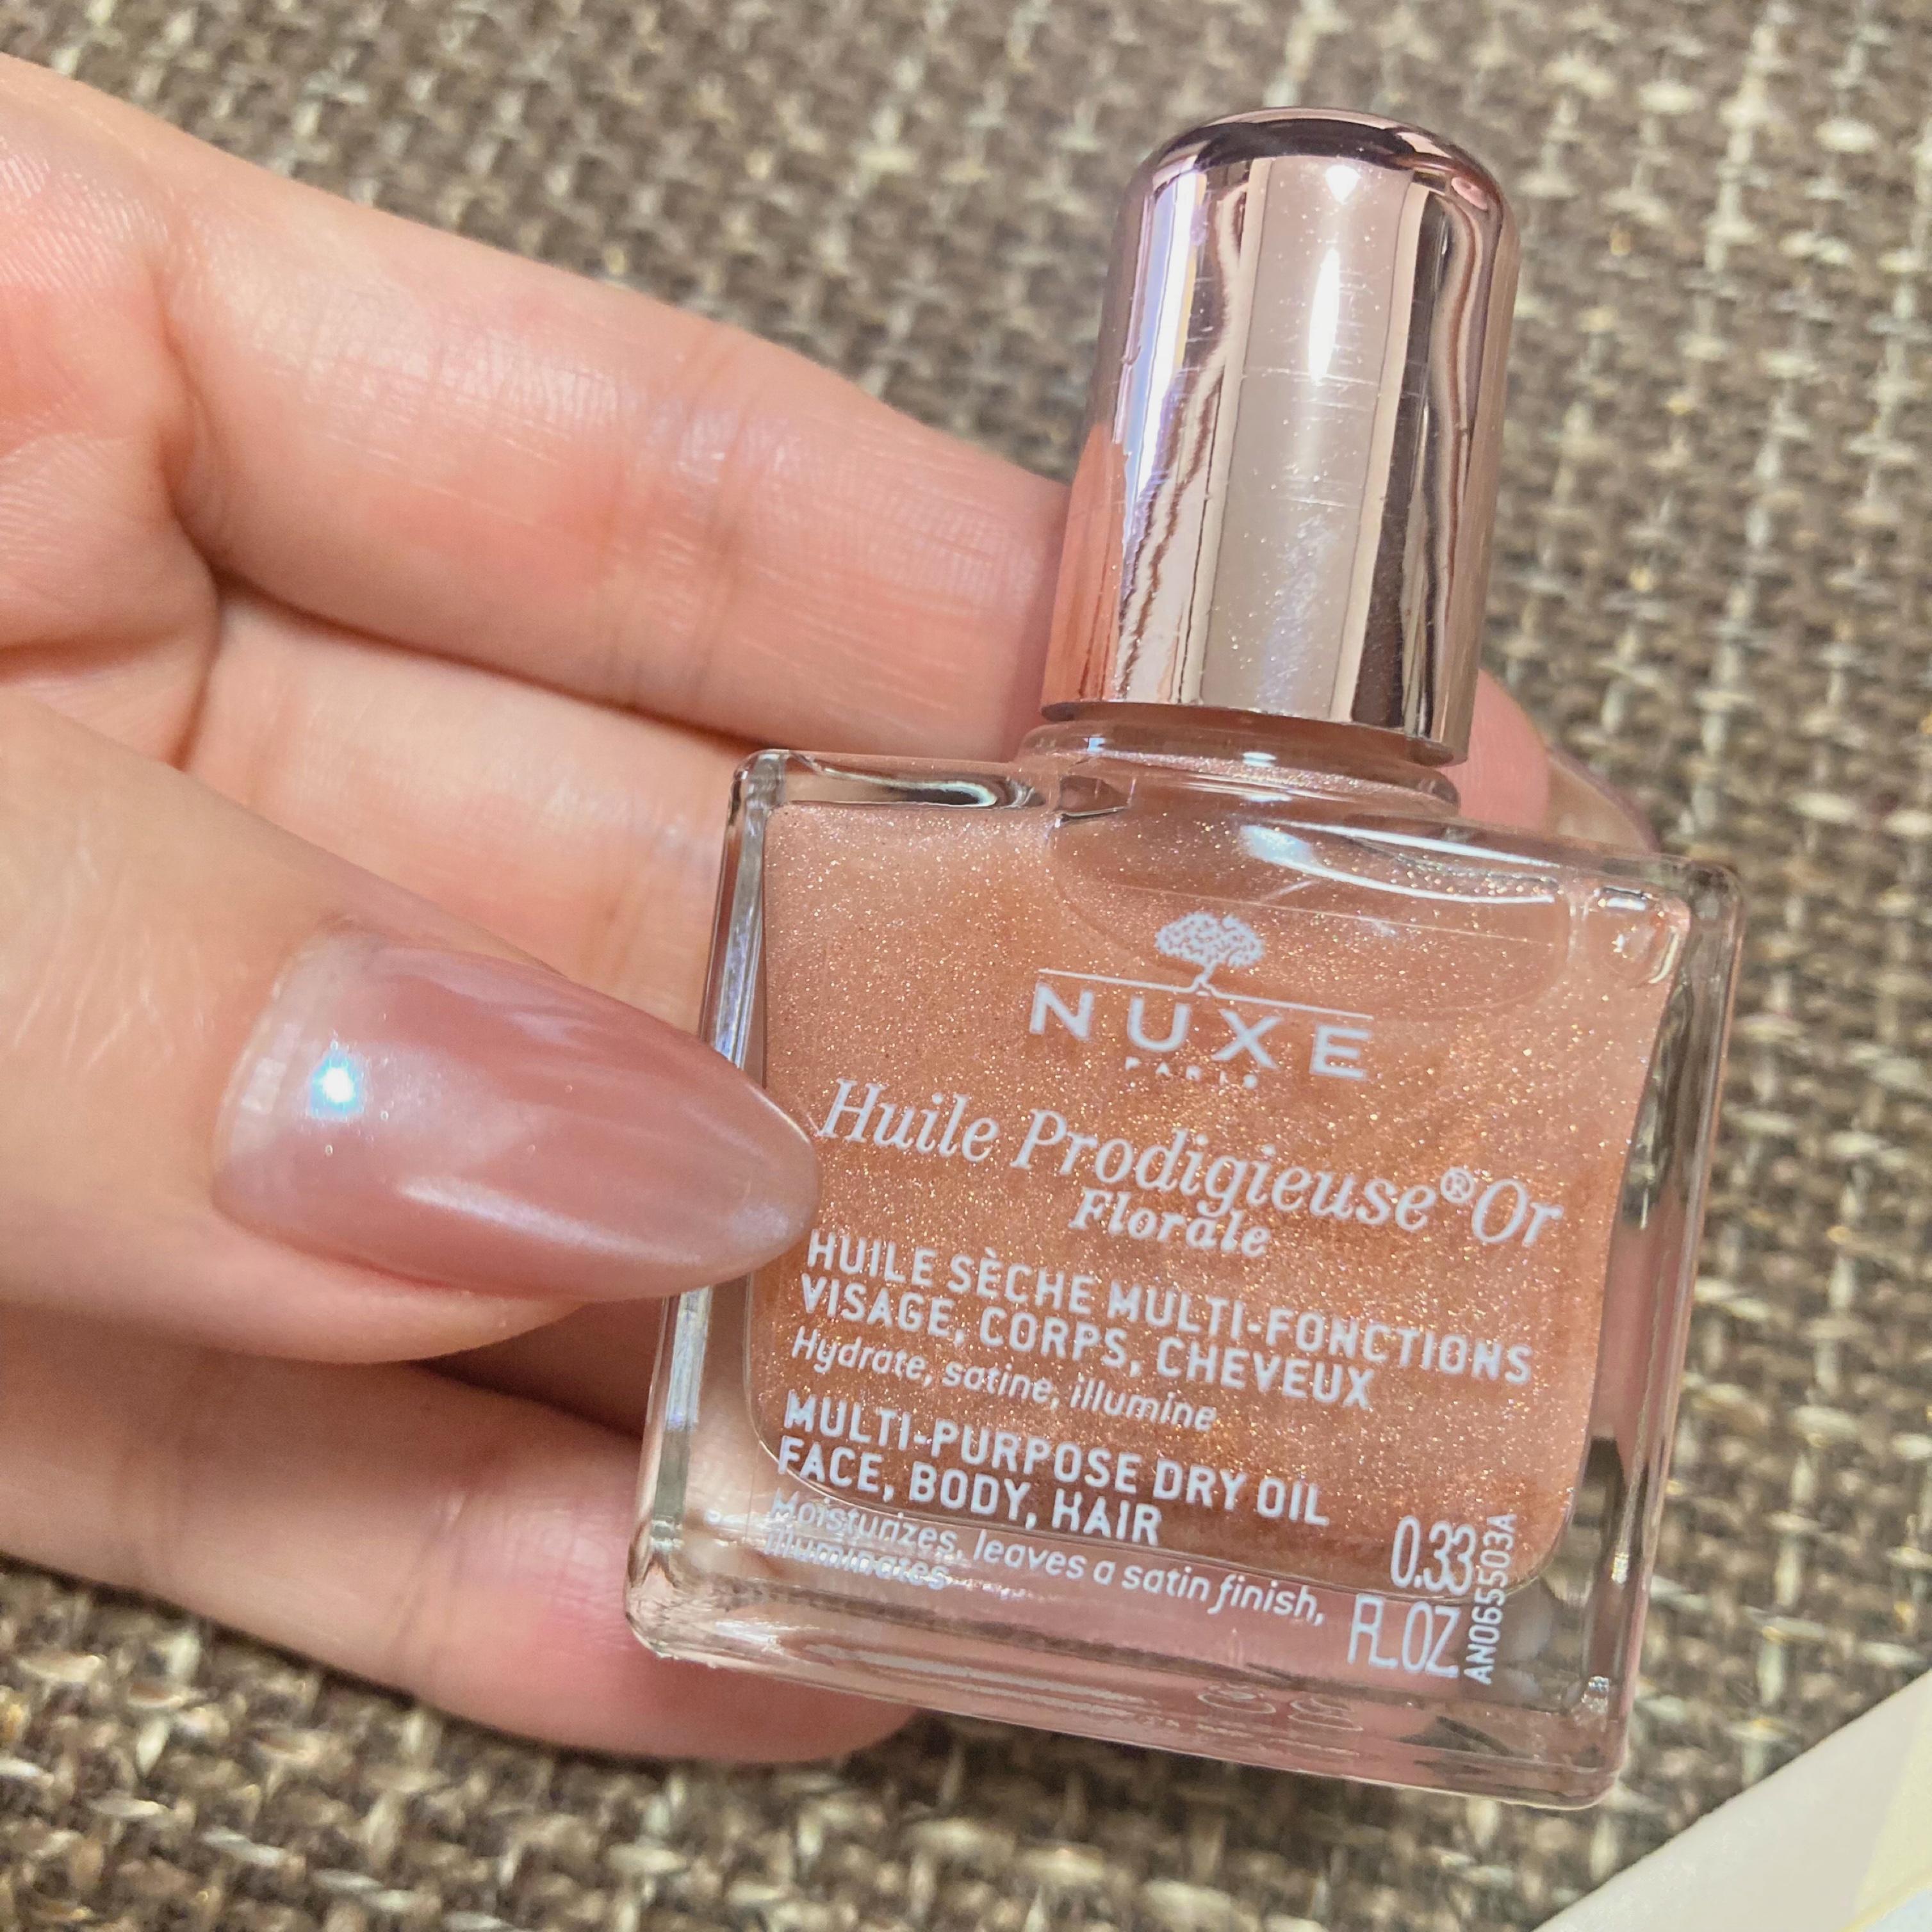 NUXE
PARIS
Huile Prodigieuse® Or
Florale
HUILE SÈCHE MULTI-FONCTIONS
VISAGE, CORPS, CHEVEUX
Hydrate, satine, illumine
MULTI-PURPOSE DRY OIL
FACE, BODY, HAIR
Moisturizes, leaves a satin finish,
illuminates
0.33
FL.OZ
AN065503A